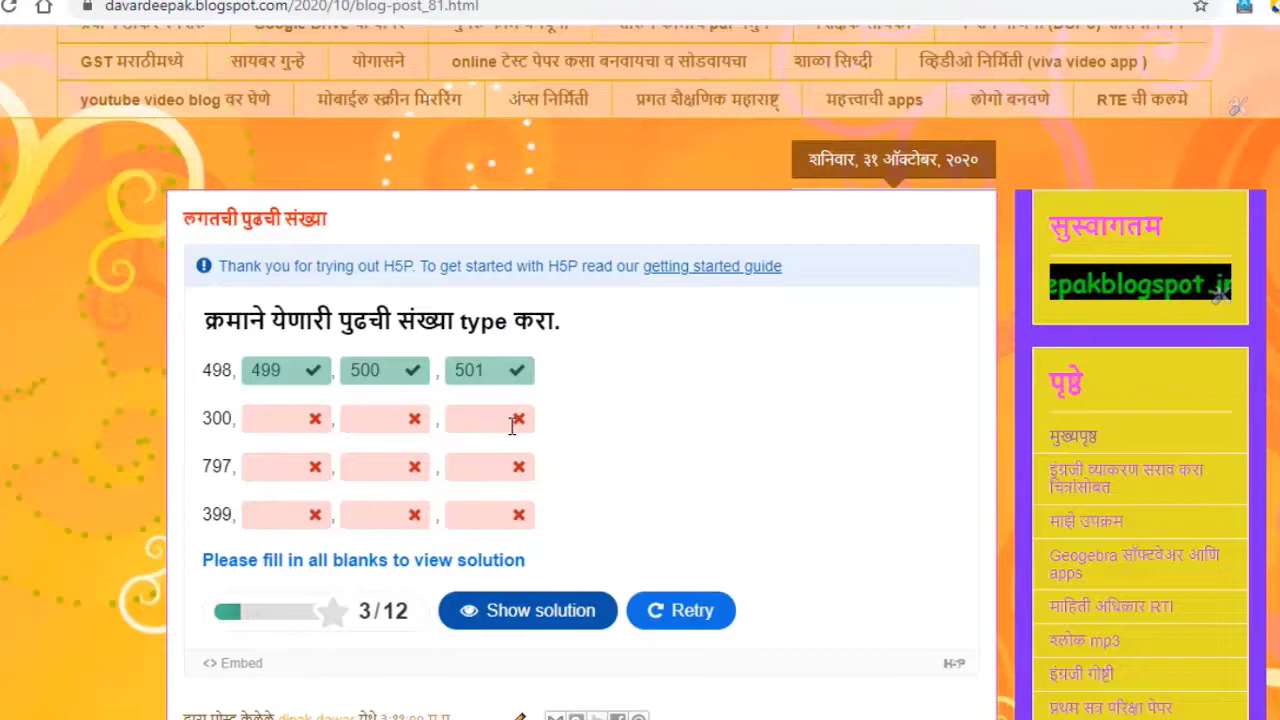 davardeepak.blogspot.com/2020/10/blog-post_81.html
GST मराठीमध्ये सायबर गुन्हे योगासने online टेस्ट पेपर कसा बनवायचा व सोडवायचा शाळा सिध्दी व्हिडीओ निर्मिती (viva video app )
youtube video blog वर घेणे मोबाईल स्क्रीन मिररिंग अ‍ॅप्स निर्मिती प्रगत शैक्षणिक महाराष्ट्र महत्त्वाची apps लोगो बनवणे RTE ची कलमे
शनिवार, ३१ ऑक्टोबर, २०२०
लगतची पुढची संख्या
Thank you for trying out H5P. To get started with H5P read our getting started guide
क्रमाने येणारी पुढची संख्या type करा.
498, 499 , 500 , 501
300, , ,
797, , ,
399, , ,
Please fill in all blanks to view solution
3/12 Show solution Retry
<> Embed H-P
सुस्वागतम
epakblogspot.in
पृष्ठे
मुख्यपृष्ठ
इंग्रजी व्याकरण सराव करा
चित्रांसोबत
माझे उपक्रम
Geogebra सॉफ्टवेअर आणि
apps
माहिती अधिकार RTI
श्लोक mp3
इंग्रजी गोष्टी
प्रथम सत्र परिक्षा पेपर